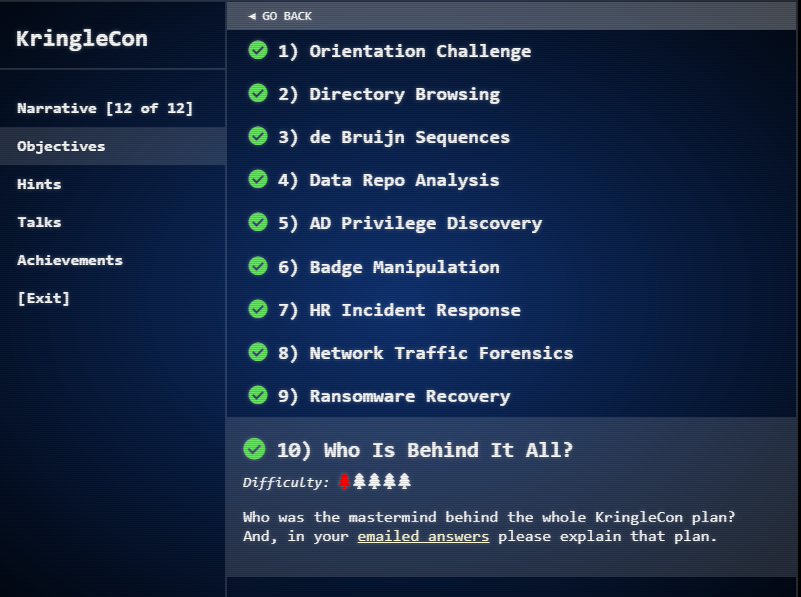 KringleCon
Narrative [12 of 12]
Objectives
Hints
Talks
Achievements
[Exit]
◄ GO BACK
1) Orientation Challenge
2) Directory Browsing
3) de Bruijn Sequences
4) Data Repo Analysis
5) AD Privilege Discovery
6) Badge Manipulation
7) HR Incident Response
8) Network Traffic Forensics
9) Ransomware Recovery
10) Who Is Behind It All?
Difficulty:
Who was the mastermind behind the whole KringleCon plan?
And, in your emailed answers please explain that plan.